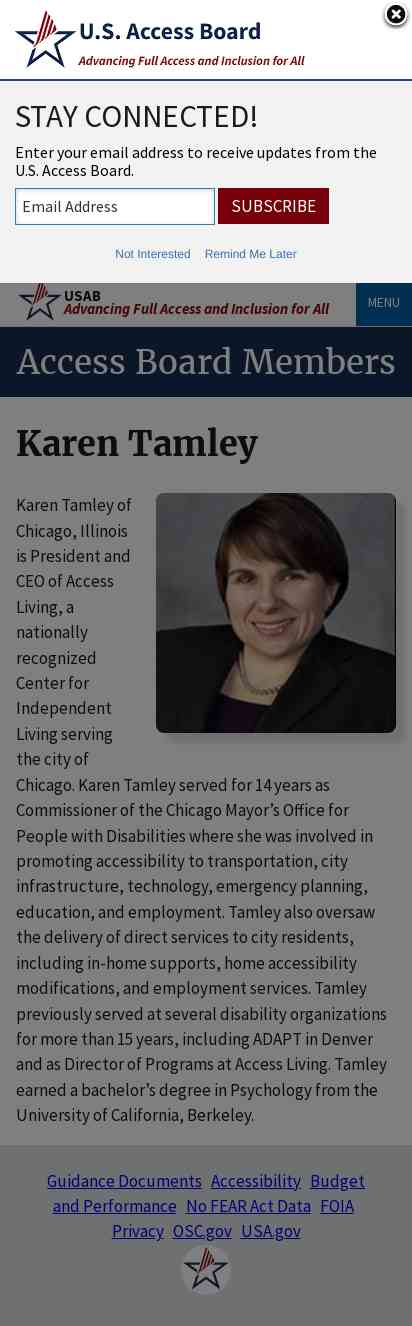 U.S. Access Board
Advancing Full Access and Inclusion for All
STAY CONNECTED!
Enter your email address to receive updates from the
U.S. Access Board.
Email Address
SUBSCRIBE
Not Interested Remind Me Later
USAB
Advancing Full Access and Inclusion for All
MENU
Access Board Members
Karen Tamley
Karen Tamley of
Chicago, Illinois
is President and
CEO of Access
Living, a
nationally
recognized
Center for
Independent
Living serving
the city of
Chicago. Karen Tamley served for 14 years as
Commissioner of the Chicago Mayor’s Office for
People with Disabilities where she was involved in
promoting accessibility to transportation, city
infrastructure, technology, emergency planning,
education, and employment. Tamley also oversaw
the delivery of direct services to city residents,
including in-home supports, home accessibility
modifications, and employment services. Tamley
previously served at several disability organizations
for more than 15 years, including ADAPT in Denver
and as Director of Programs at Access Living. Tamley
earned a bachelor’s degree in Psychology from the
University of California, Berkeley.
Guidance Documents Accessibility Budget
and Performance No FEAR Act Data FOIA
Privacy OSC.gov USA.gov